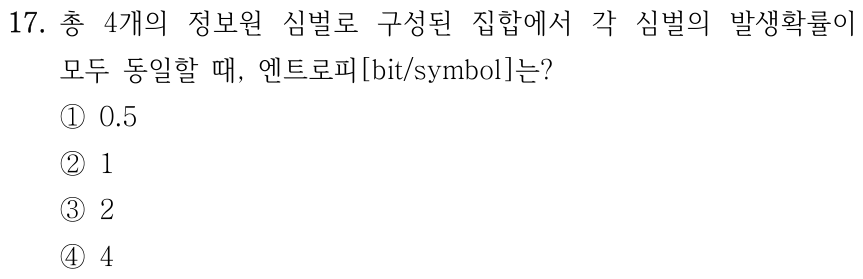 17. 총 4개의 정보원 심벌로 구성된 집합에서 각 심벌의 발생확률이
모두 동일할 때, 엔트로피[bit/symbol]는?
① 0.5
② 1
③ 2
④ 4